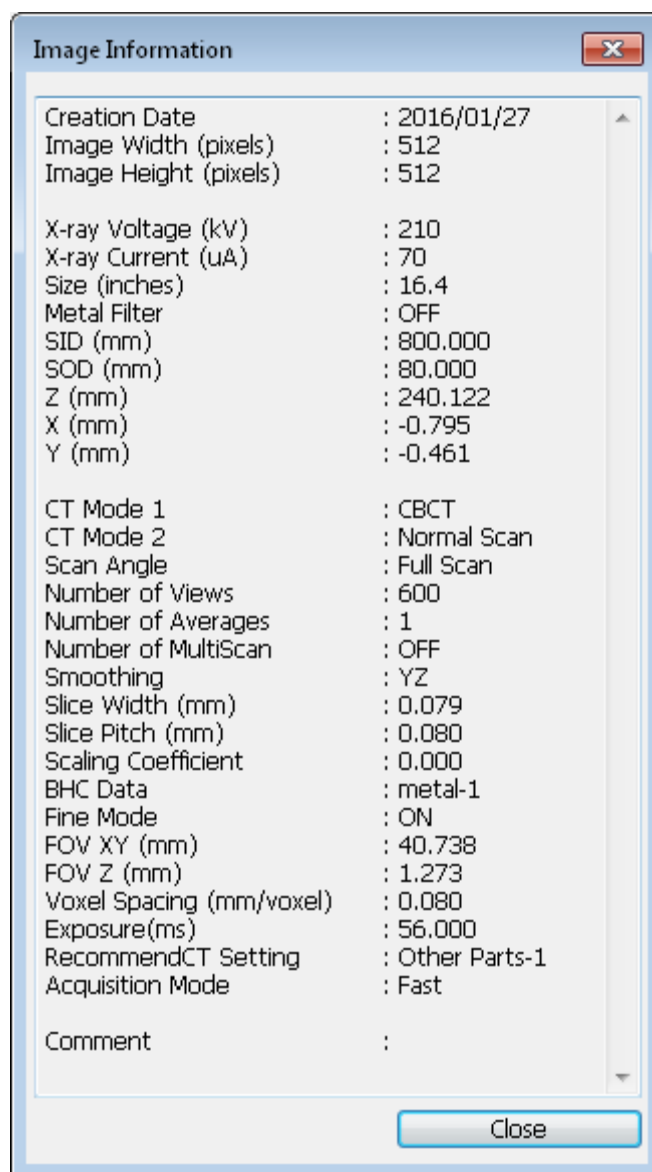 Image Information
Creation Date : 2016/01/27
Image Width (pixels) : 512
Image Height (pixels) : 512
X-ray Voltage (kV) : 210
X-ray Current (uA) : 70
Size (inches) : 16.4
Metal Filter : OFF
SID (mm) : 800.000
SOD (mm) : 80.000
Z (mm) : 240.122
X (mm) : -0.795
Y (mm) : -0.461
CT Mode 1 : CBCT
CT Mode 2 : Normal Scan
Scan Angle : Full Scan
Number of Views : 600
Number of Averages : 1
Number of MultiScan : OFF
Smoothing : YZ
Slice Width (mm) : 0.079
Slice Pitch (mm) : 0.080
Scaling Coefficient : 0.000
BHC Data : metal-1
Fine Mode : ON
FOV XY (mm) : 40.738
FOV Z (mm) : 1.273
Voxel Spacing (mm/voxel) : 0.080
Exposure(ms) : 56.000
RecommendCT Setting : Other Parts-1
Acquisition Mode : Fast
Comment :
Close